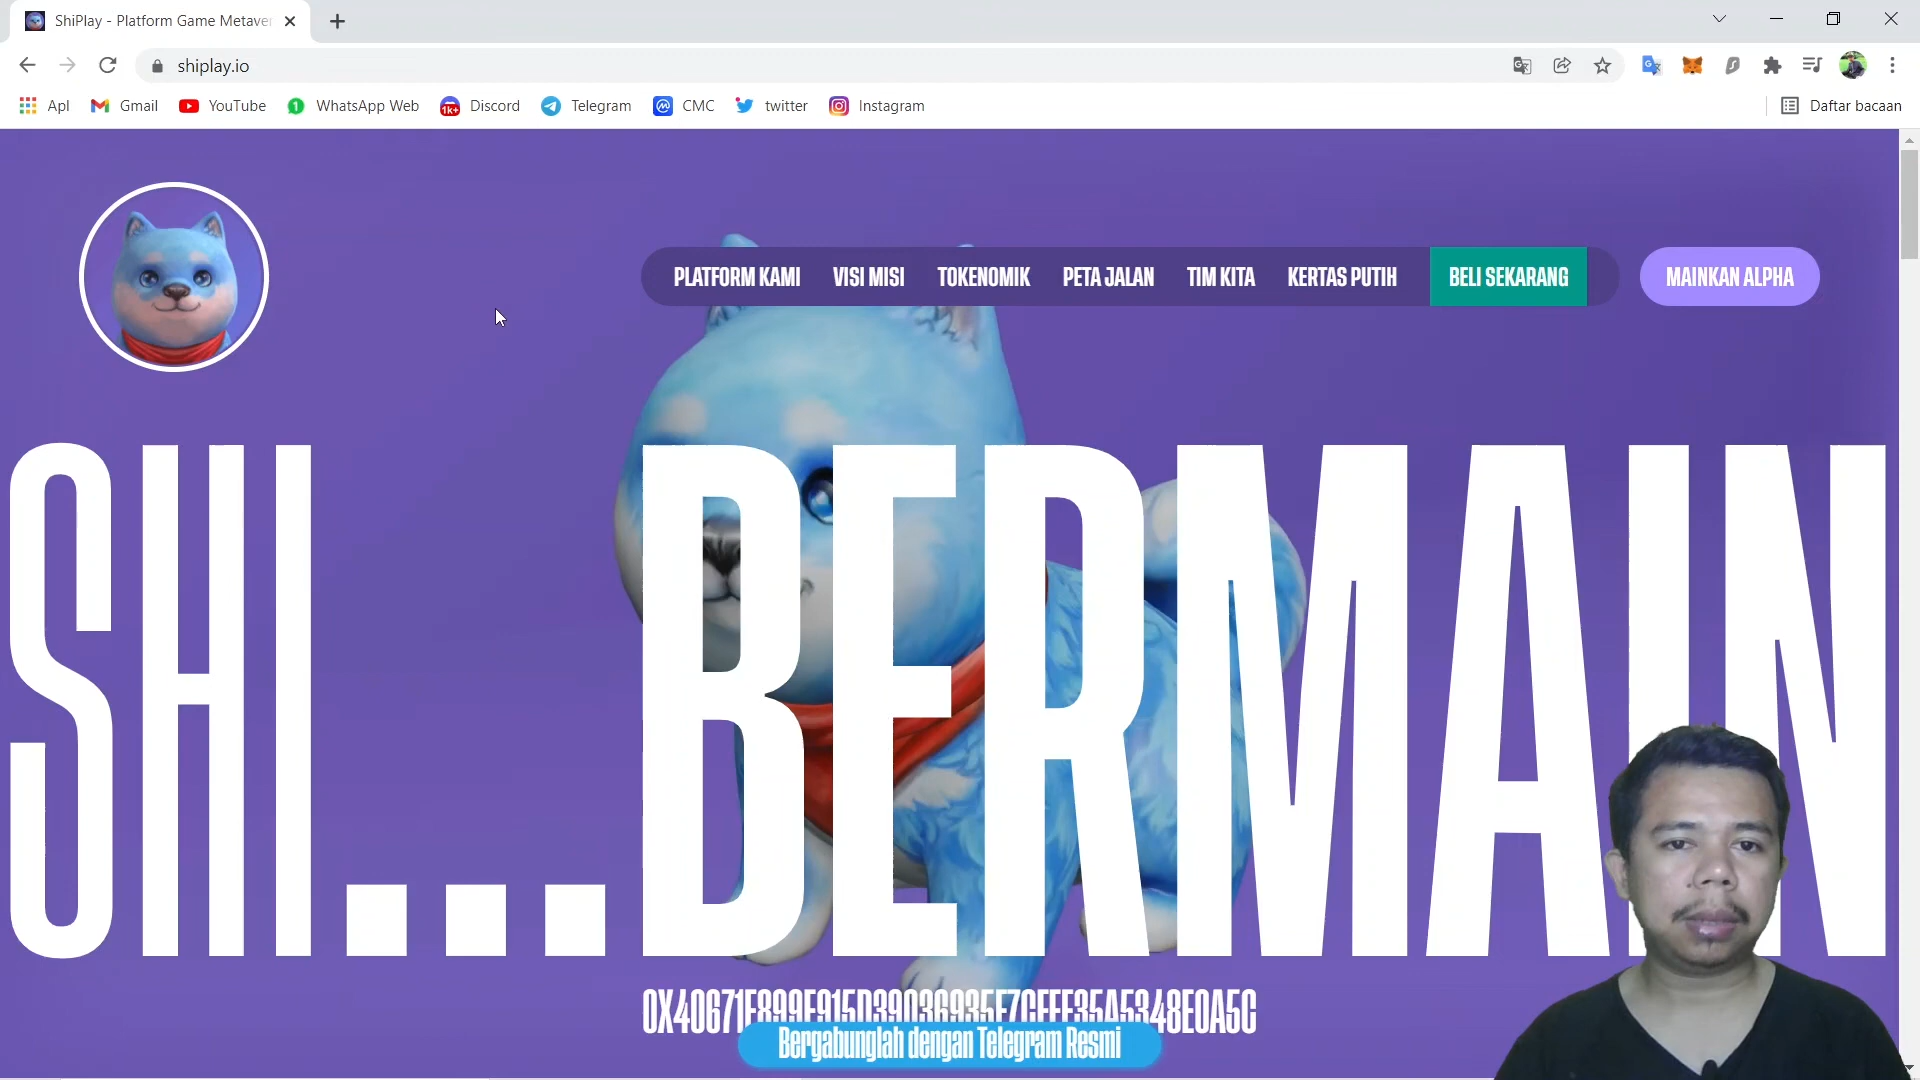 ShiPlay - Platform Game Metaver
shiplay.io
Apl
Gmail
YouTube
WhatsApp Web
Discord
Telegram
CMC
twitter
Instagram
Daftar bacaan
PLATFORM KAMI
VISI MISI
TOKENOMIK
PETA JALAN
TIM KITA
KERTAS PUTIH
BELI SEKARANG
MAINKAN ALPHA
SHI...BERMAIN
Bergabunglah dengan Telegram Resmi